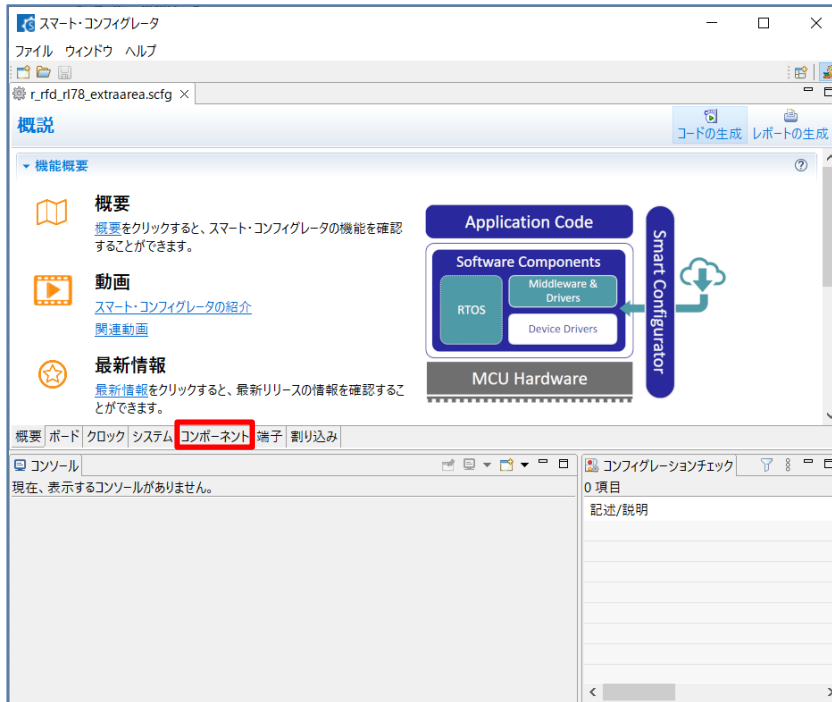 スマート・コンフィグレータ
ファイル ウィンドウ ヘルプ
r_rfd_rl78_extraarea.scfg
概説
コードの生成 レポートの生成
機能概要
概要
概要をクリックすると、スマート・コンフィグレータの機能を確認
することができます。
動画
スマート・コンフィグレータの紹介
関連動画
最新情報
最新情報をクリックすると、最新リリースの情報を確認するこ
とができます。
Application Code
Software Components
RTOS
Middleware &
Drivers
Device Drivers
MCU Hardware
Smart Configurator
概要 ボード クロック システム コンポーネント 端子 割り込み
コンソール
現在、表示するコンソールがありません。
コンフィグレーションチェック
0 項目
記述/説明